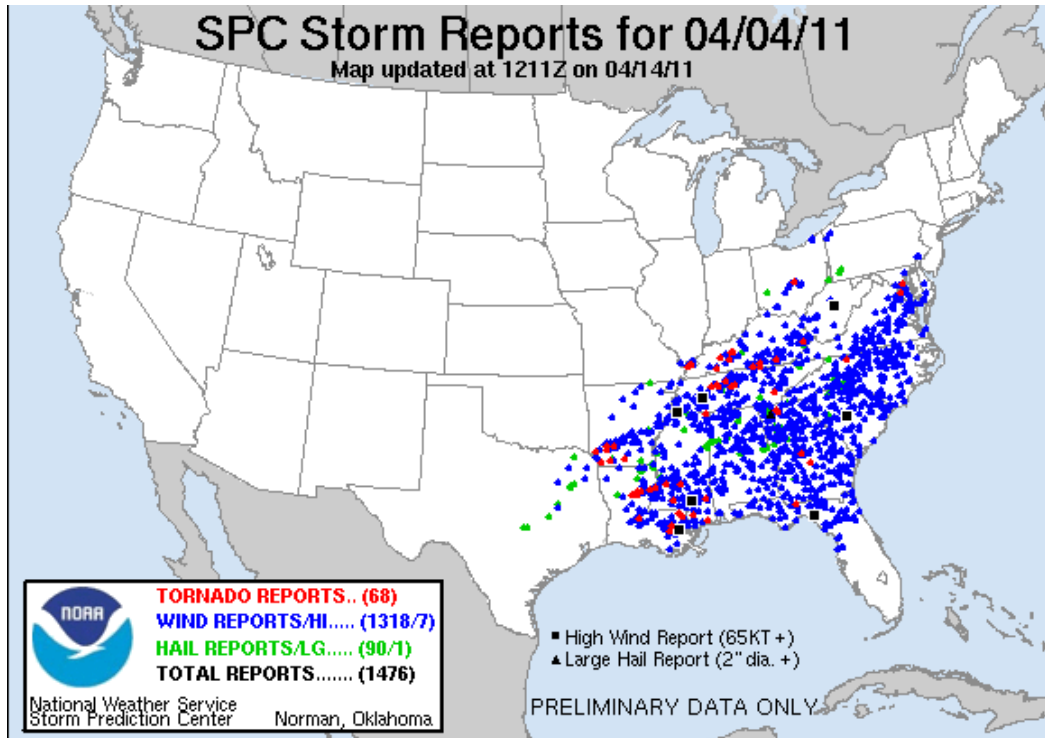 SPC Storm Reports for 04/04/11
Map updated at 1211Z on 04/14/11
NOAA
TORNADO REPORTS.. (68)
WIND REPORTS/HI..... (1318/7)
HAIL REPORTS/LG..... (90/1)
TOTAL REPORTS....... (1476)
National Weather Service
Storm Prediction Center Norman, Oklahoma
■ High Wind Report (65KT +)
▲ Large Hail Report (2" dia. +)
PRELIMINARY DATA ONLY